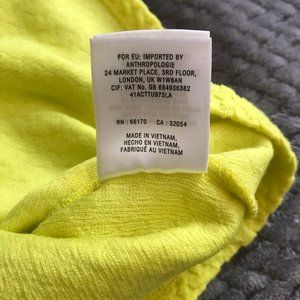 FOR EU: IMPORTED BY
ANTHROPOLOGIE
24 MARKET PLACE, 3RD FLOOR,
LONDON, UK W1W8AN
CIF: VAT No. GB 684936382
41ACTTU975LA
RN : 66170 CA : 32054
MADE IN VIETNAM,
HECHO EN VIETNAM,
FABRIQUÉ AU VIETNAM